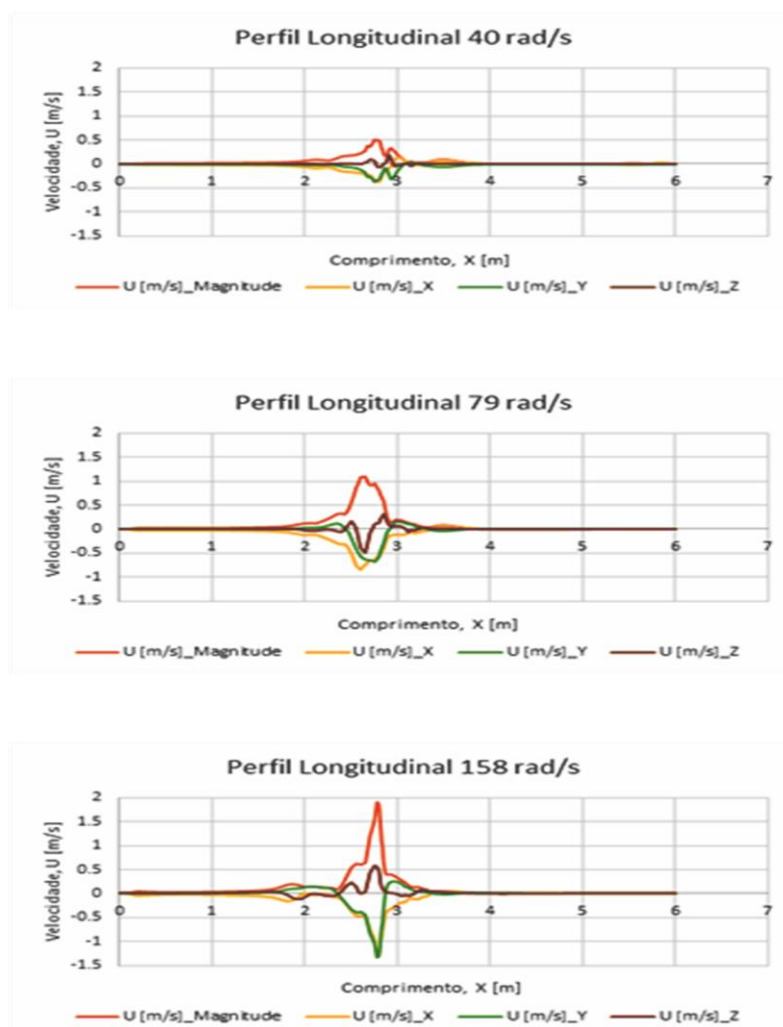 Perfil Longitudinal 40 rad/s
2
1.5
1
0.5
0
-0.5
-1
-1.5
0 1 2 3 4 5 6 7
Velocidade, U [m/s]
Comprimento, X [m]
U [m/s]_Magnitude U [m/s]_X U [m/s]_Y U [m/s]_Z
Perfil Longitudinal 79 rad/s
2
1.5
1
0.5
0
-0.5
-1
-1.5
0 1 2 3 4 5 6 7
Velocidade, U [m/s]
Comprimento, X [m]
U [m/s]_Magnitude U [m/s]_X U [m/s]_Y U [m/s]_Z
Perfil Longitudinal 158 rad/s
2
1.5
1
0.5
0
-0.5
-1
-1.5
0 1 2 3 4 5 6 7
Velocidade, U [m/s]
Comprimento, X [m]
U [m/s]_Magnitude U [m/s]_X U [m/s]_Y U [m/s]_Z